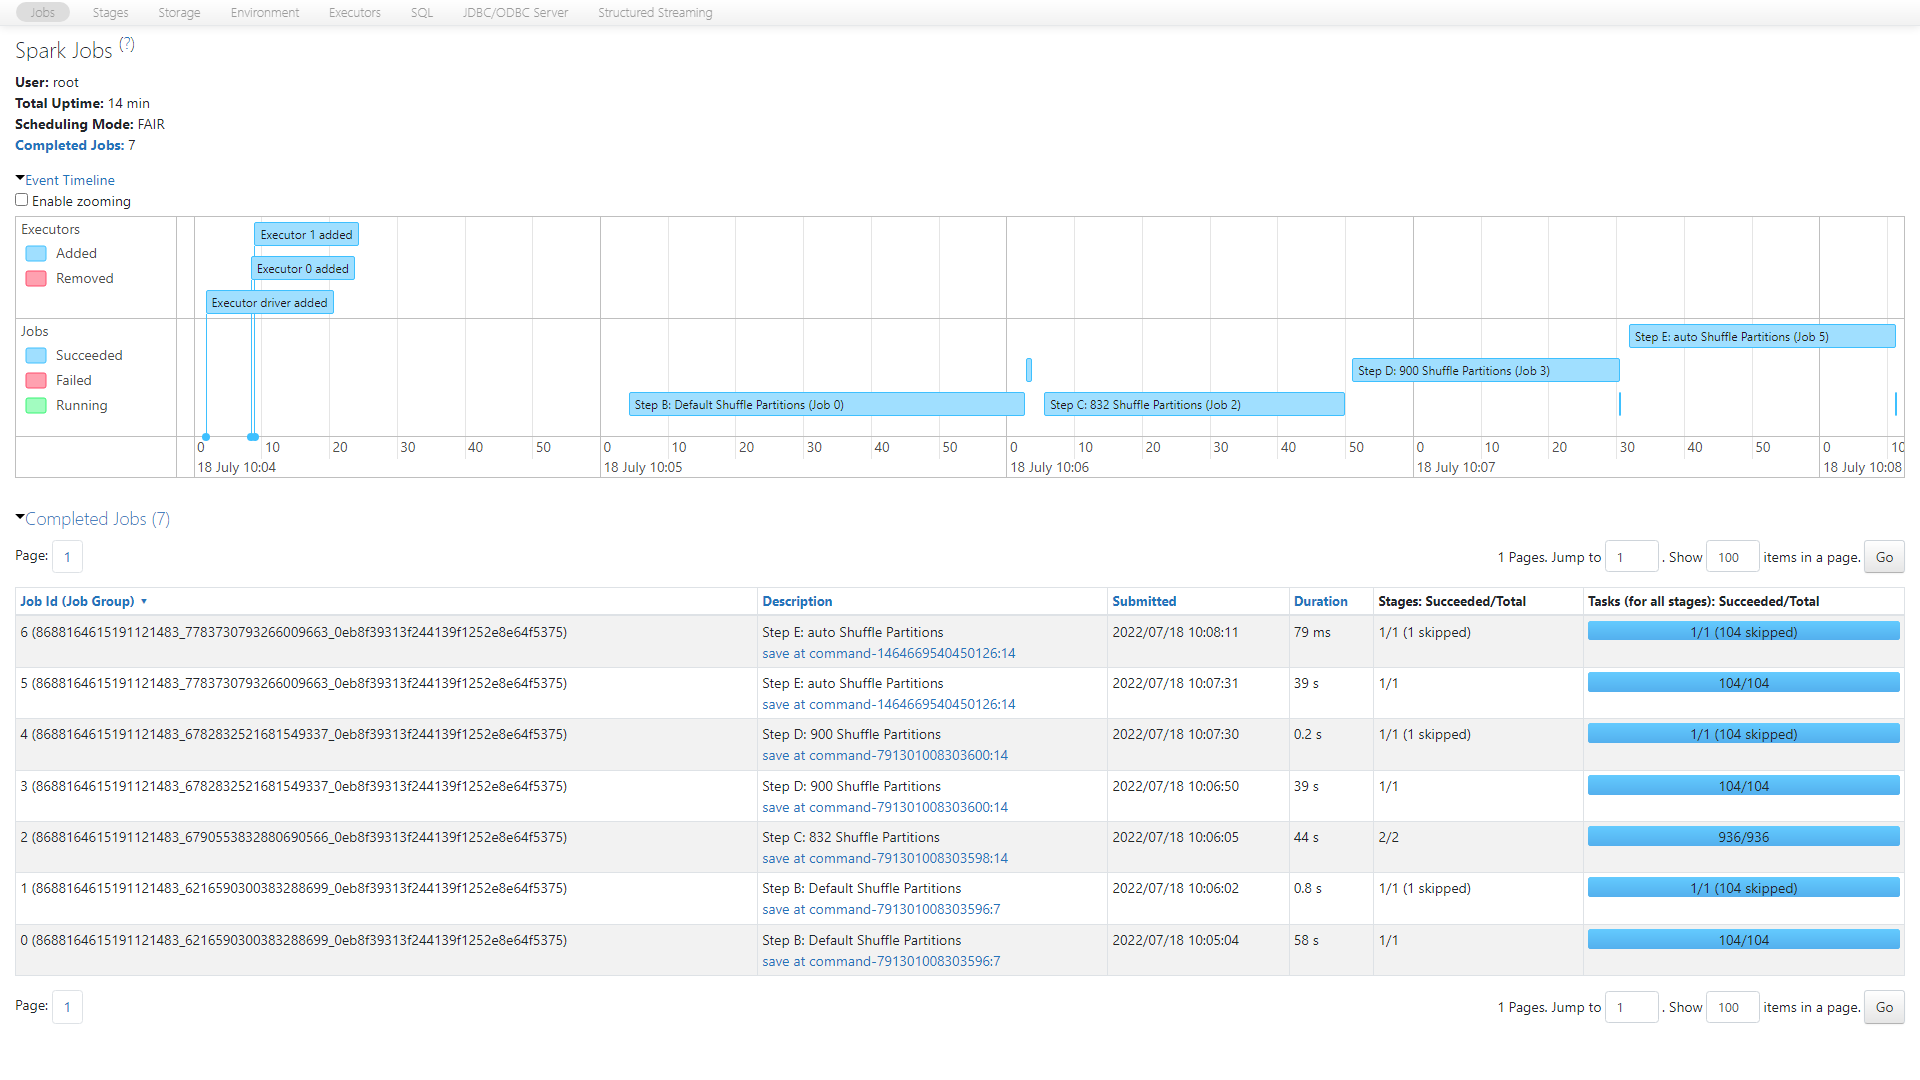 Jobs Stages Storage Environment Executors SQL JDBC/ODBC Server Structured Streaming
Spark Jobs (?)
User: root
Total Uptime: 14 min
Scheduling Mode: FAIR
Completed Jobs: 7
Event Timeline
Enable zooming
Executors
Added
Removed
Executor 1 added
Executor 0 added
Executor driver added
Jobs
Succeeded
Failed
Running
Step E: auto Shuffle Partitions (Job 5)
Step D: 900 Shuffle Partitions (Job 3)
Step B: Default Shuffle Partitions (Job 0)
Step C: 832 Shuffle Partitions (Job 2)
0 10 20 30 40 50 0 10 20 30 40 50 0 10 20 30 40 50 0 10 20 30 40 50 0 10
18 July 10:04 18 July 10:05 18 July 10:06 18 July 10:07 18 July 10:08
Completed Jobs (7)
Page: 1
1 Pages. Jump to 1 . Show 100 items in a page. Go
Job Id (Job Group) ▾ Description Submitted Duration Stages: Succeeded/Total Tasks (for all stages): Succeeded/Total
6 (8688164615191121483_7783730793266009663_0eb8f39313f244139f1252e8e64f5375) Step E: auto Shuffle Partitions 2022/07/18 10:08:11 79 ms 1/1 (1 skipped) 1/1 (104 skipped)
save at command-1464669540450126:14
5 (8688164615191121483_7783730793266009663_0eb8f39313f244139f1252e8e64f5375) Step E: auto Shuffle Partitions 2022/07/18 10:07:31 39 s 1/1 104/104
save at command-1464669540450126:14
4 (8688164615191121483_6782832521681549337_0eb8f39313f244139f1252e8e64f5375) Step D: 900 Shuffle Partitions 2022/07/18 10:07:30 0.2 s 1/1 (1 skipped) 1/1 (104 skipped)
save at command-791301008303600:14
3 (8688164615191121483_6782832521681549337_0eb8f39313f244139f1252e8e64f5375) Step D: 900 Shuffle Partitions 2022/07/18 10:06:50 39 s 1/1 104/104
save at command-791301008303600:14
2 (8688164615191121483_6790553832880690566_0eb8f39313f244139f1252e8e64f5375) Step C: 832 Shuffle Partitions 2022/07/18 10:06:05 44 s 2/2 936/936
save at command-791301008303598:14
1 (8688164615191121483_6216590300383288699_0eb8f39313f244139f1252e8e64f5375) Step B: Default Shuffle Partitions 2022/07/18 10:06:02 0.8 s 1/1 (1 skipped) 1/1 (104 skipped)
save at command-791301008303596:7
0 (8688164615191121483_6216590300383288699_0eb8f39313f244139f1252e8e64f5375) Step B: Default Shuffle Partitions 2022/07/18 10:05:04 58 s 1/1 104/104
save at command-791301008303596:7
Page: 1
1 Pages. Jump to 1 . Show 100 items in a page. Go